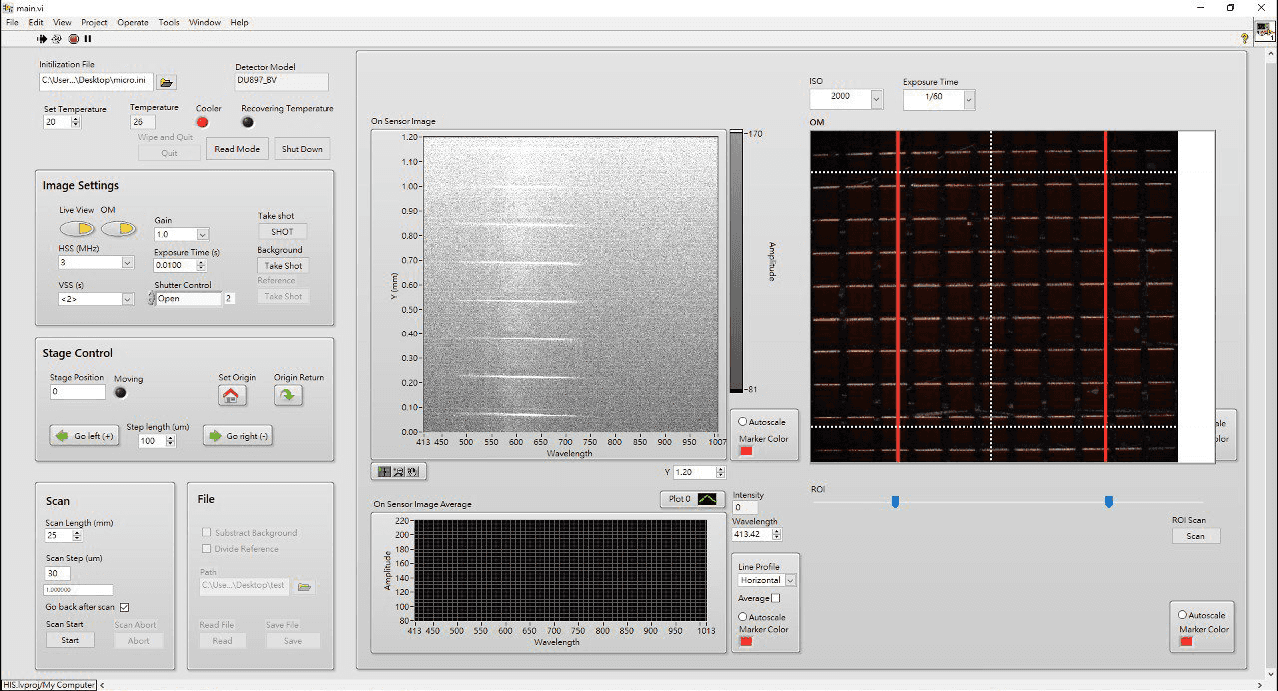 main.vi
File Edit View Project Operate Tools Window Help
Initilization File
C:\User...\Desktop\micro.ini
Detector Model
DU897_BV
Set Temperature
20
Temperature
26
Cooler
Recovering Temperature
Wipe and Quit
Quit
Read Mode
Shut Down
Image Settings
Live View
OM
Gain
1.0
Take shot
SHOT
HSS (MHz)
3
Exposure Time (s)
0.0100
Background
Take Shot
VSS (s)
<2>
Shutter Control
Open
2
Reference
Take Shot
Stage Control
Stage Position
0
Moving
Set Origin
Origin Return
Go left (+)
Step length (um)
100
Go right (-)
Scan
Scan Length (mm)
25
Scan Step (um)
30
1.000000
Go back after scan
Scan Start
Start
Scan Abort
Abort
File
Substract Background
Divide Reference
Path
C:\Use...\Desktop\test
Read File
Read
Save File
Save
On Sensor Image
1.20
1.10
1.00
0.90
0.80
0.70
0.60
0.50
0.40
0.30
0.20
0.10
0.00
Y (mm)
413 450 500 550 600 650 700 750 800 850 900 950 1007
Wavelength
170
81
Amplitude
Autoscale
Marker Color
Y 1.20
On Sensor Image Average
Plot 0
220
200
180
160
140
120
100
80
Amplitude
413 450 500 550 600 650 700 750 800 850 900 950 1013
Wavelength
Intensity
0
Wavelength
413.42
Line Profile
Horizontal
Average
Autoscale
Marker Color
ISO
2000
Exposure Time
1/60
OM
ale
olor
ROI
ROI Scan
Scan
Autoscale
Marker Color
HIS.lvproj/My Computer